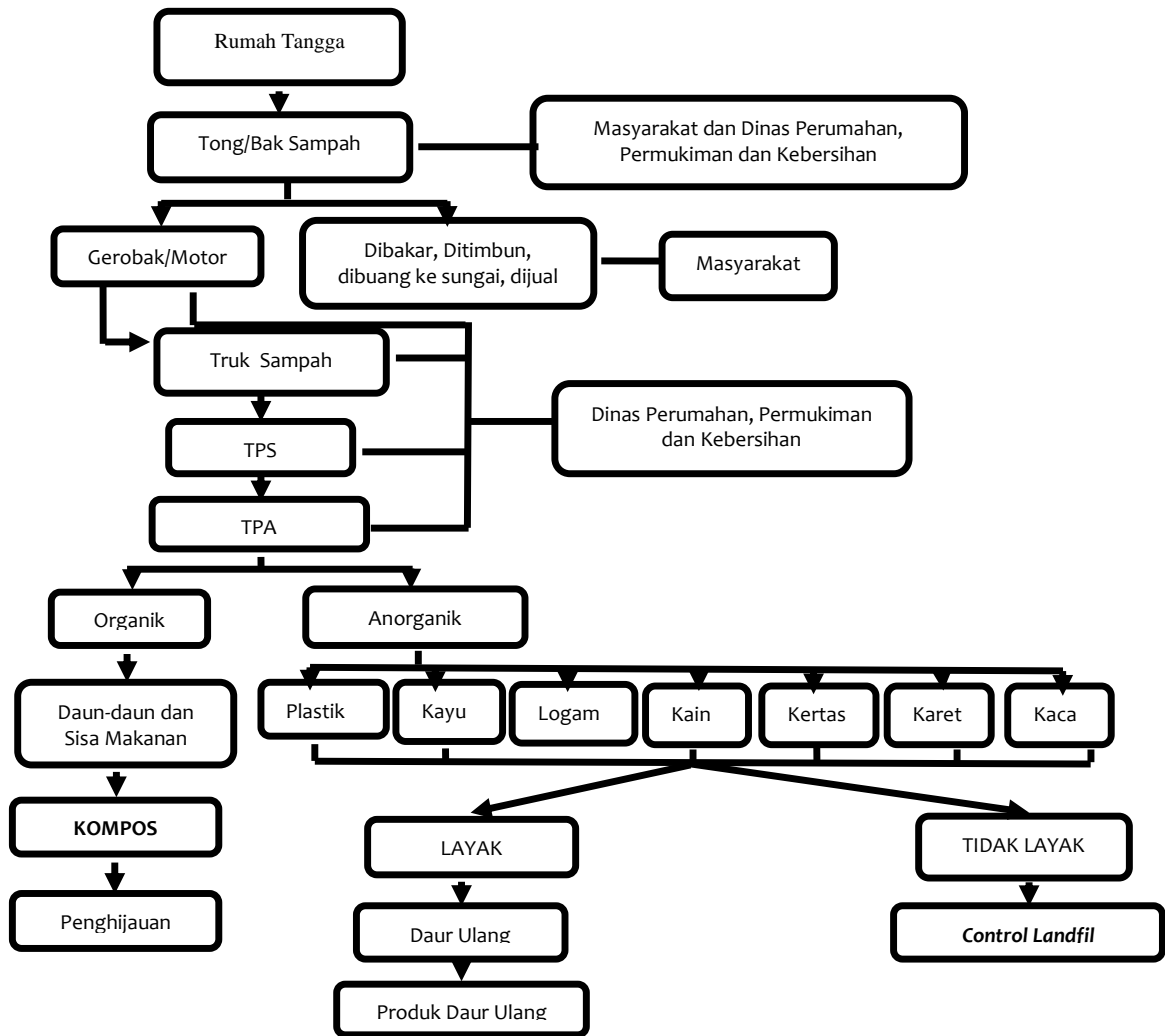 Rumah Tangga
Tong/Bak Sampah
Masyarakat dan Dinas Perumahan,
Permukiman dan Kebersihan
Gerobak/Motor
Dibakar, Ditimbun,
dibuang ke sungai, dijual
Masyarakat
Truk Sampah
Dinas Perumahan, Permukiman
dan Kebersihan
TPS
TPA
Organik
Anorganik
Daun-daun dan
Sisa Makanan
Plastik
Kayu
Logam
Kain
Kertas
Karet
Kaca
KOMPOS
LAYAK
TIDAK LAYAK
Penghijauan
Daur Ulang
Control Landfil
Produk Daur Ulang